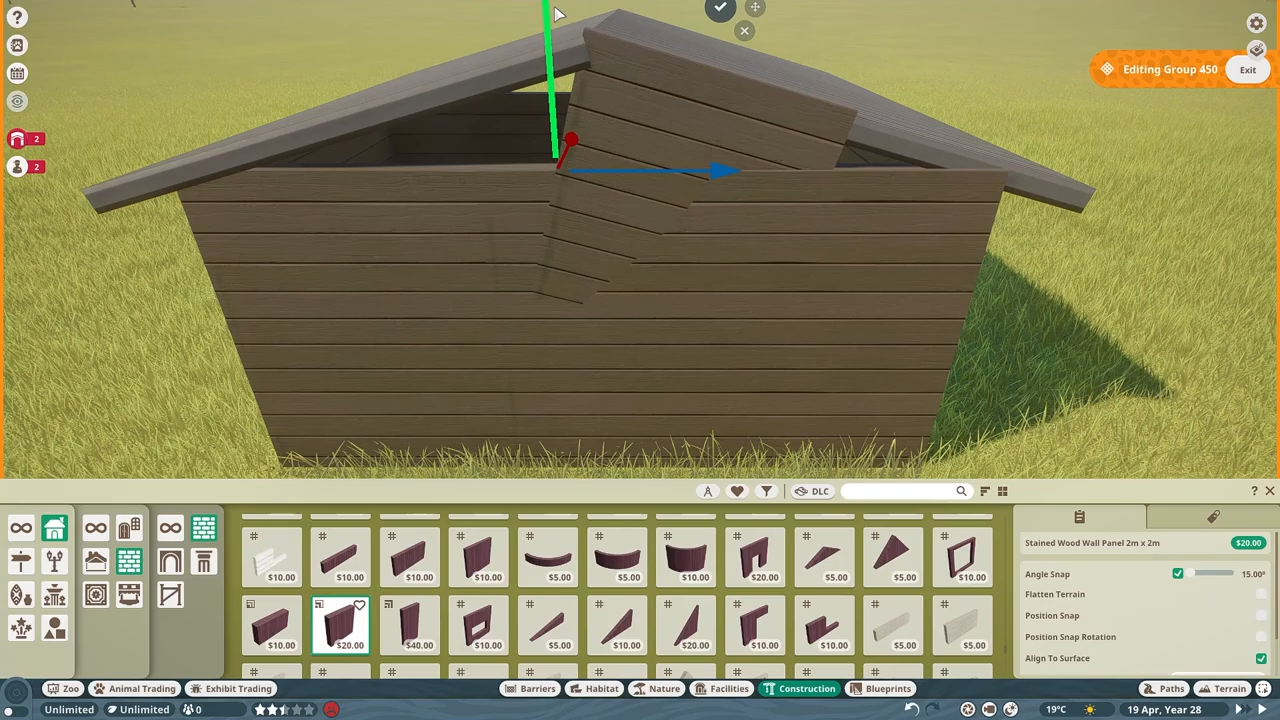 ?
Editing Group 450
Exit
2
2
DLC
? ×
$10.00 $10.00 $10.00 $10.00 $5.00 $5.00 $10.00 $20.00 $5.00 $5.00 $10.00
$10.00 $20.00 $40.00 $10.00 $5.00 $10.00 $20.00 $10.00 $10.00 $5.00 $5.00
Stained Wood Wall Panel 2m x 2m $20.00
Angle Snap 15.00°
Flatten Terrain
Position Snap
Position Snap Rotation
Align To Surface
Zoo Animal Trading Exhibit Trading Barriers Habitat Nature Facilities Construction Blueprints Paths Terrain
Unlimited Unlimited 0 19°C 19 Apr, Year 28